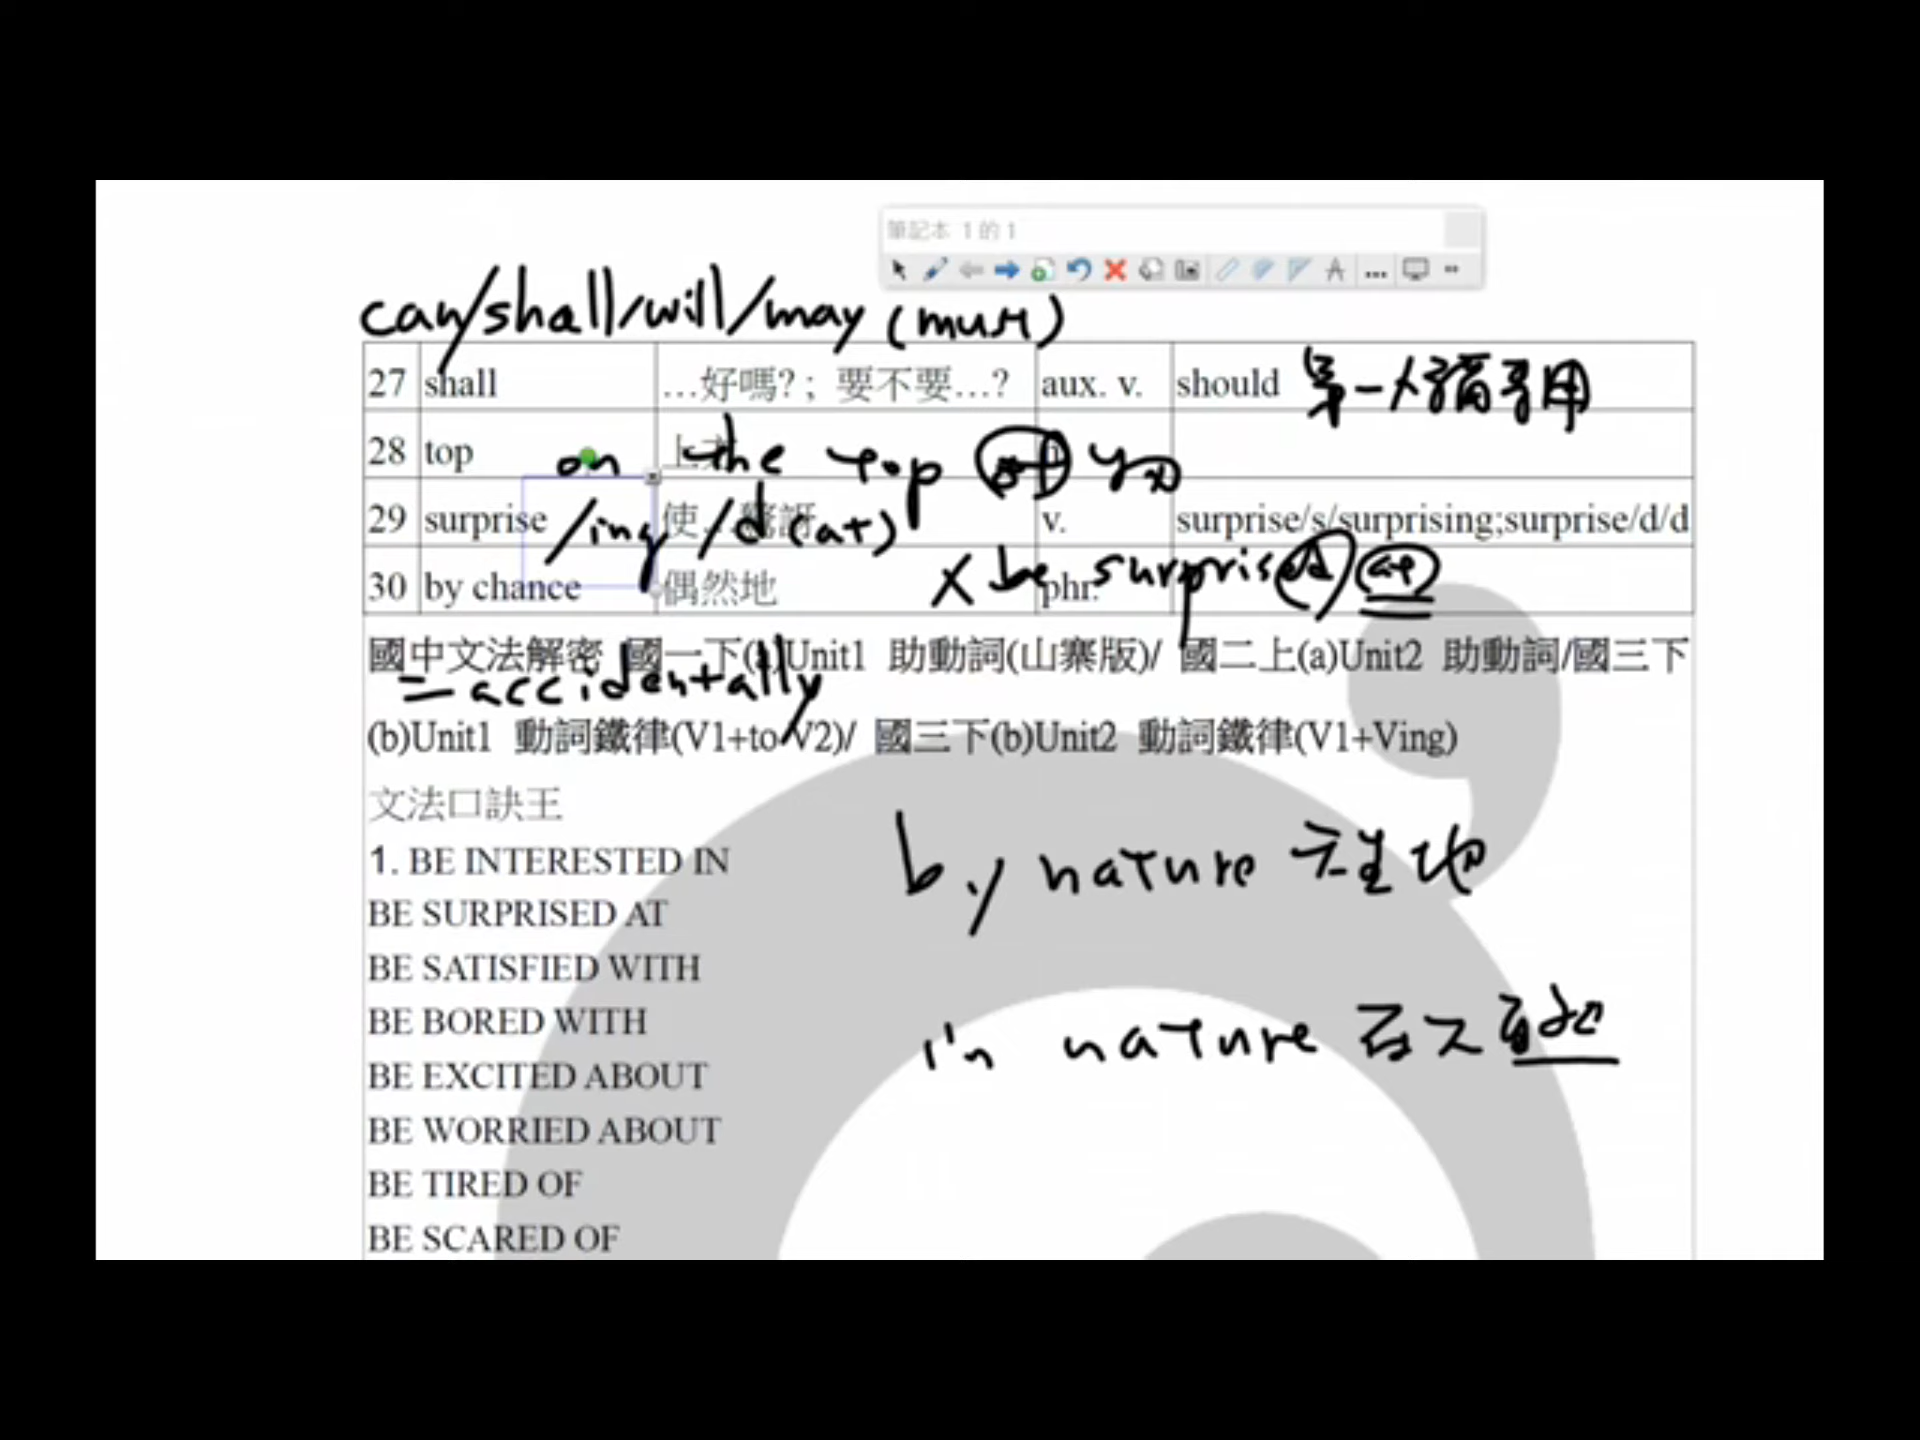 筆記本 1 的 1
can/shall/will/may (must)
27 shall …好嗎? ; 要不要…? aux. v. should 第一人稱專用
28 top
on the top of
29 surprise 使…驚訝 v. surprise/s/surprising;surprise/d/d
/ing /d (at)
X be surprised at
30 by chance 偶然地 phr.
國中文法解密 國一下(a)Unit1 助動詞(山寨版)/ 國二上(a)Unit2 助動詞/國三下
= accidentally
(b)Unit1 動詞鐵律(V1+to V2)/ 國三下(b)Unit2 動詞鐵律(V1+Ving)
文法口訣王
1. BE INTERESTED IN
by nature 天生地
BE SURPRISED AT
BE SATISFIED WITH
BE BORED WITH
in nature 在大自然
BE EXCITED ABOUT
BE WORRIED ABOUT
BE TIRED OF
BE SCARED OF